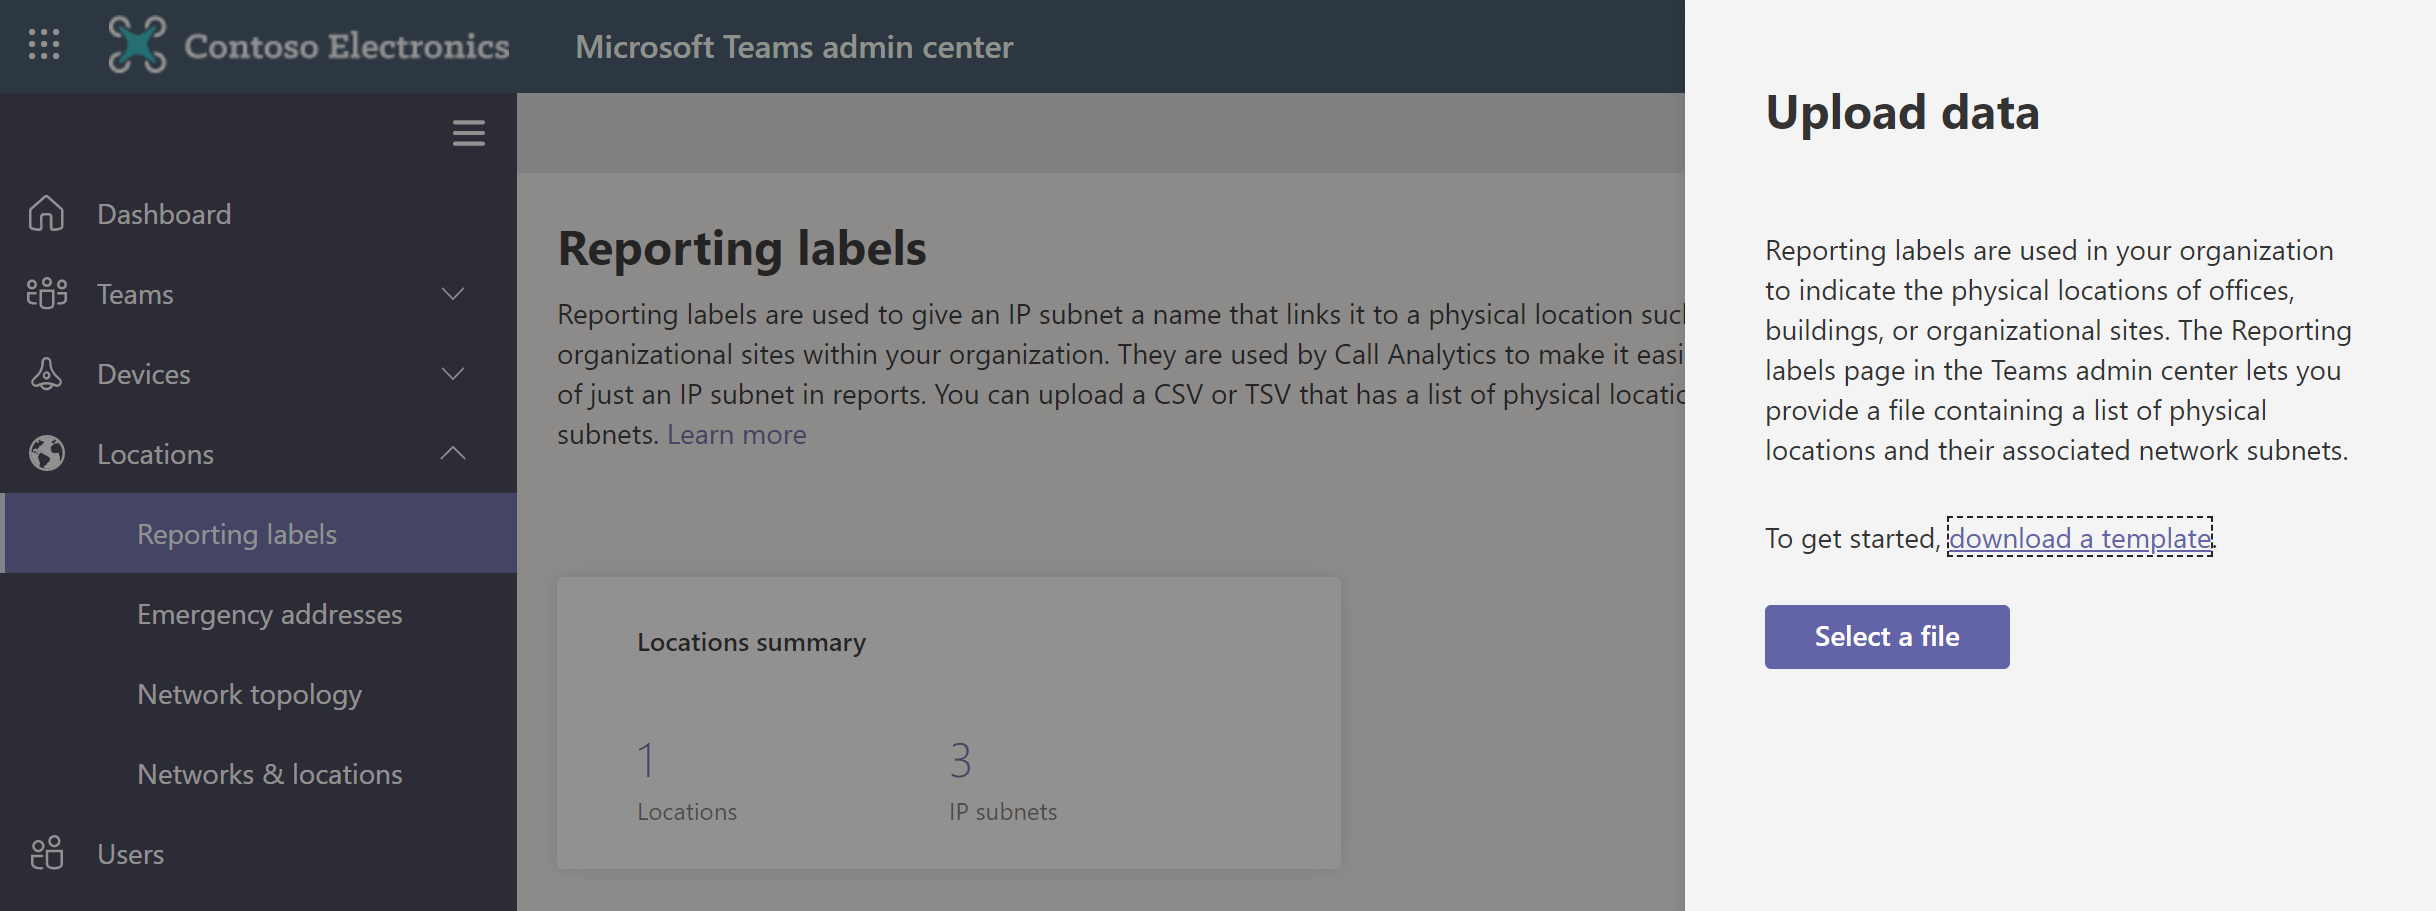 Contoso Electronics
Microsoft Teams admin center
Dashboard
Teams
Devices
Locations
Reporting labels
Emergency addresses
Network topology
Networks & locations
Users
Reporting labels
Reporting labels are used to give an IP subnet a name that links it to a physical location
organizational sites within your organization. They are used by Call Analytics to make it
of just an IP subnet in reports. You can upload a CSV or TSV that has a list of physical
subnets. Learn more
Locations summary
1
Locations
3
IP subnets
Upload data
Reporting labels are used in your organization
to indicate the physical locations of offices,
buildings, or organizational sites. The Reporting
labels page in the Teams admin center lets you
provide a file containing a list of physical
locations and their associated network subnets.
To get started, download a template.
Select a file